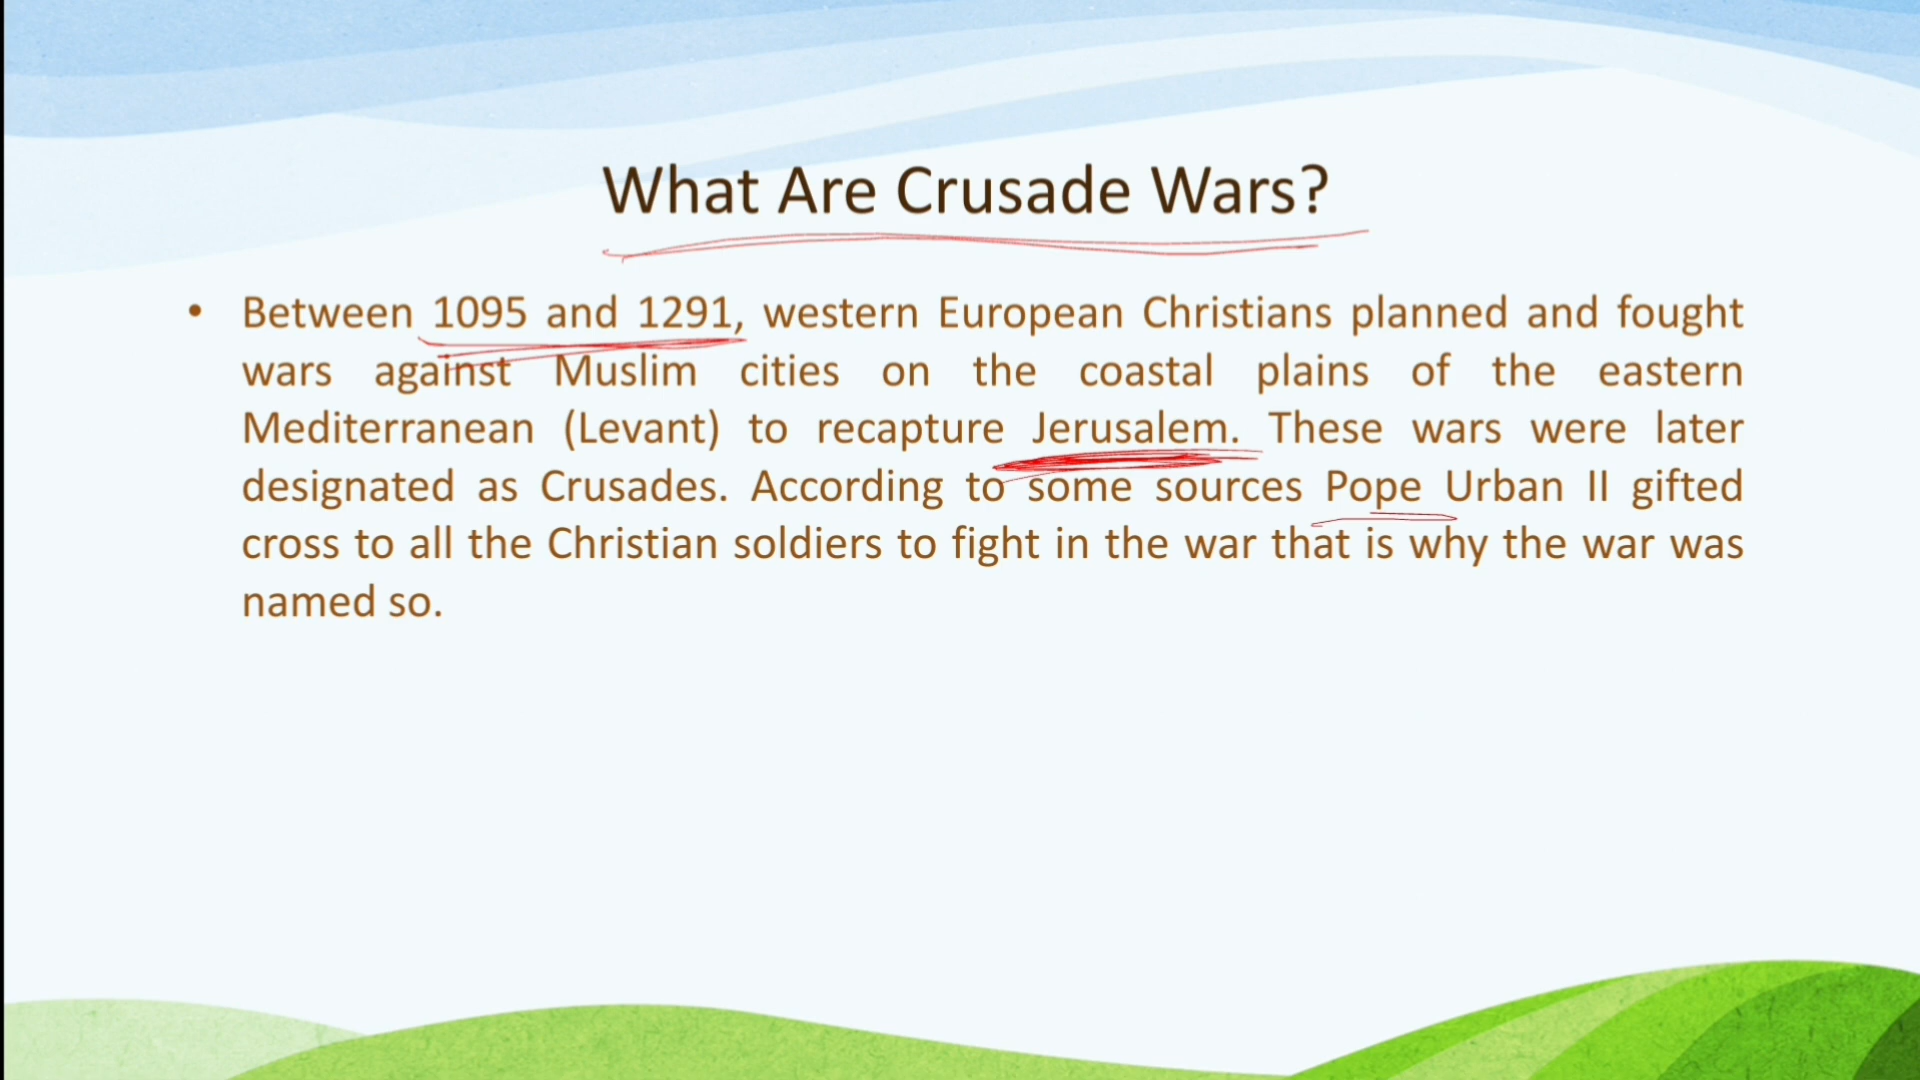 What Are Crusade Wars?
• Between 1095 and 1291, western European Christians planned and fought
wars against Muslim cities on the coastal plains of the eastern
Mediterranean (Levant) to recapture Jerusalem. These wars were later
designated as Crusades. According to some sources Pope Urban II gifted
cross to all the Christian soldiers to fight in the war that is why the war was
named so.